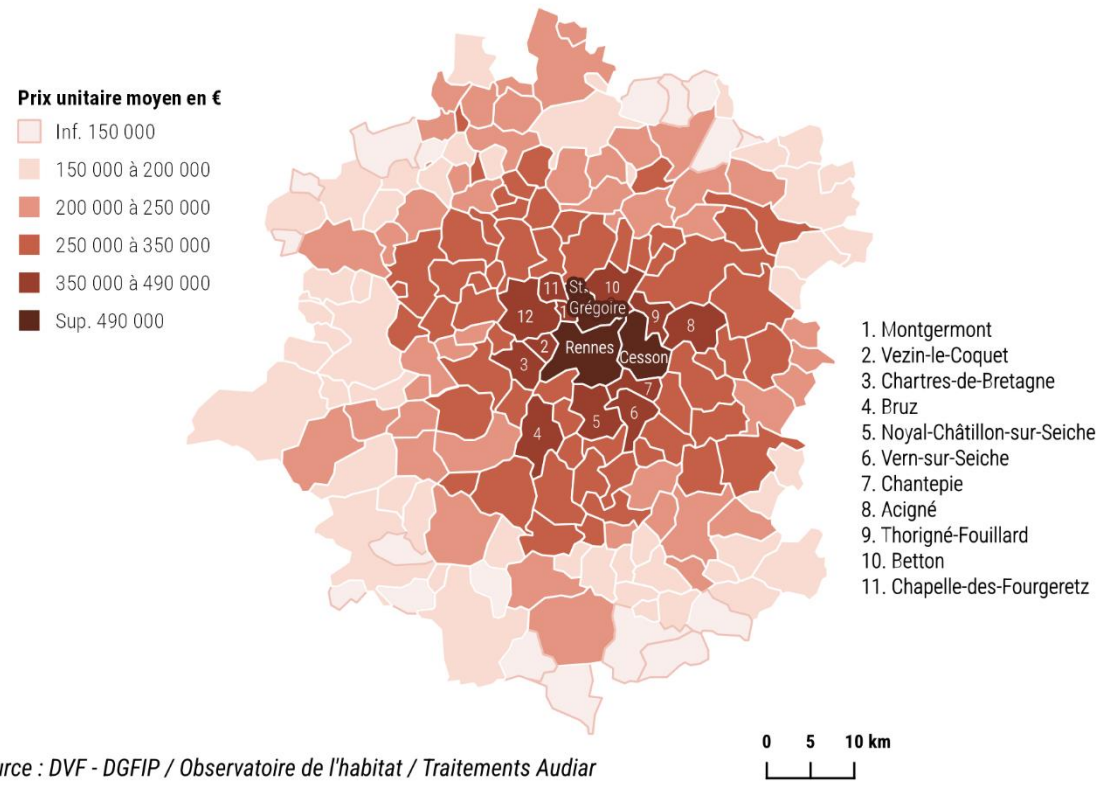 Prix unitaire moyen en €
Inf. 150 000
150 000 à 200 000
200 000 à 250 000
250 000 à 350 000
350 000 à 490 000
Sup. 490 000
11
St.
10
Grégoire
1
12
9
8
2
Rennes
Cesson
3
7
5
6
4
1. Montgermont
2. Vezin-le-Coquet
3. Chartres-de-Bretagne
4. Bruz
5. Noyal-Châtillon-sur-Seiche
6. Vern-sur-Seiche
7. Chantepie
8. Acigné
9. Thorigné-Fouillard
10. Betton
11. Chapelle-des-Fourgeretz
0 5 10 km
urce : DVF - DGFIP / Observatoire de l'habitat / Traitements Audiar